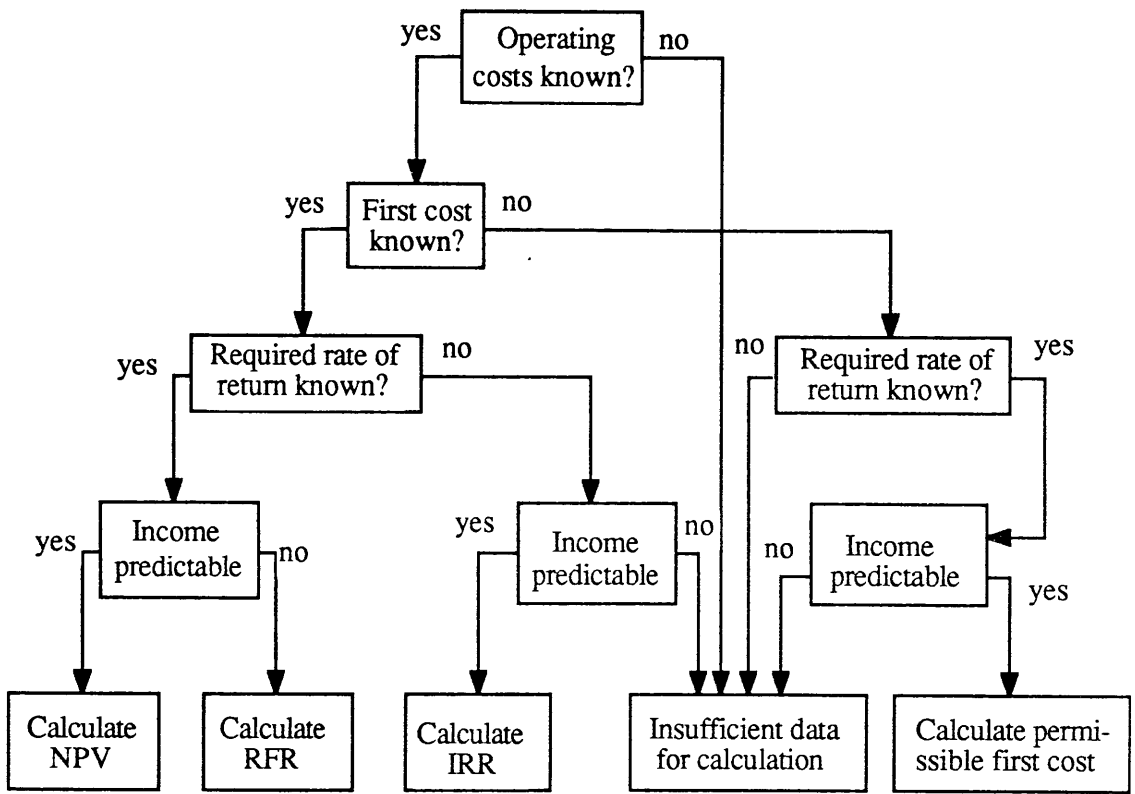 yes
Operating
costs known?
no
yes
First cost
known?
no
yes
Required rate of
return known?
no
no
Required rate of
return known?
yes
yes
Income
predictable
no
yes
Income
predictable
no
no
Income
predictable
yes
Calculate
NPV
Calculate
RFR
Calculate
IRR
Insufficient data
for calculation
Calculate permi-
ssible first cost